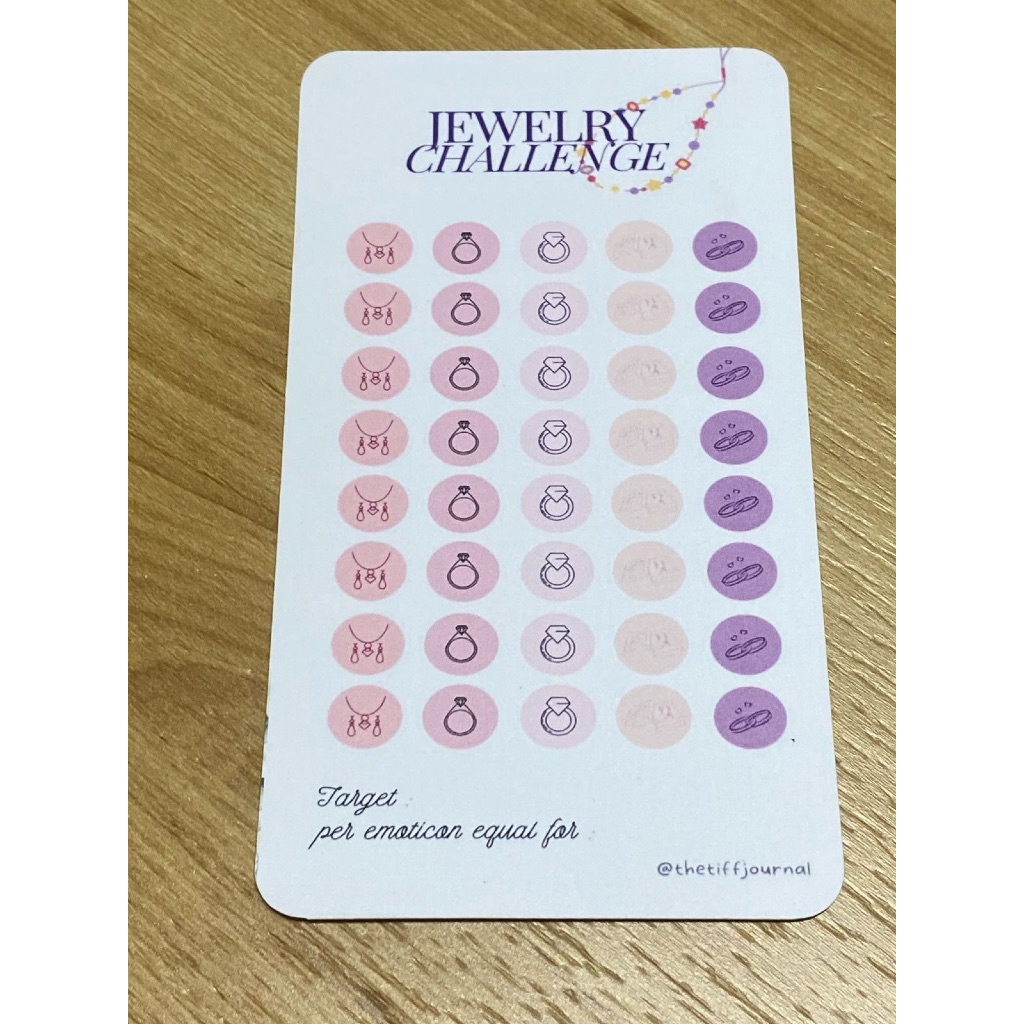 JEWELRY
CHALLENGE
Target :
per emoticon equal for :
@thetiffjournal